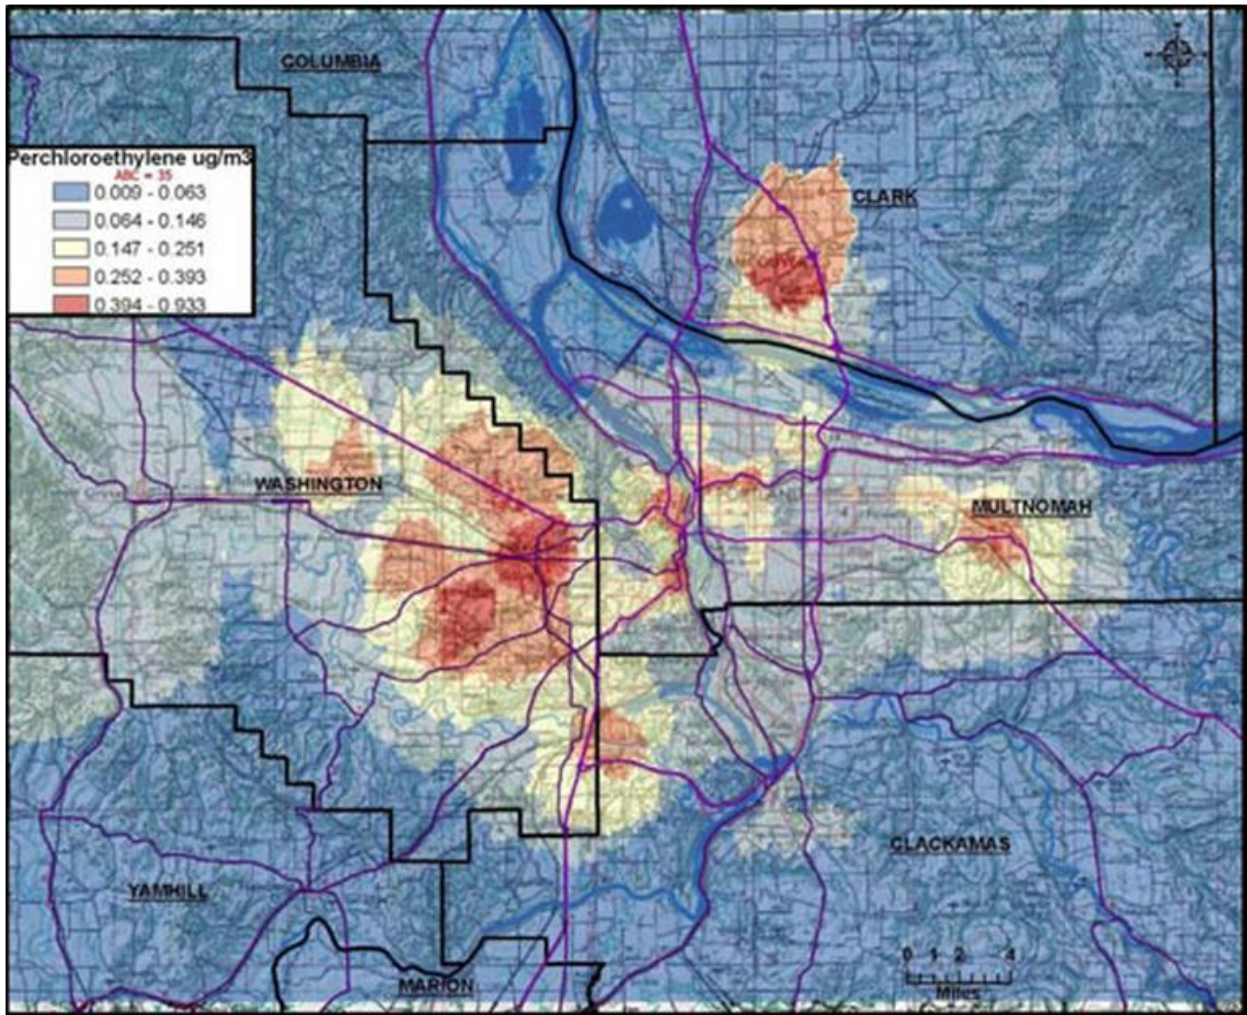 COLUMBIA
Perchloroethylene ug/m3
ABC = 35
0.009 - 0.063
0.064 - 0.146
0.147 - 0.251
0.252 - 0.393
0.394 - 0.933
CLARK
WASHINGTON
PORTLAND
MULTNOMAH
CLACKAMAS
YAMHILL
MARION
0 1 2 4
Miles